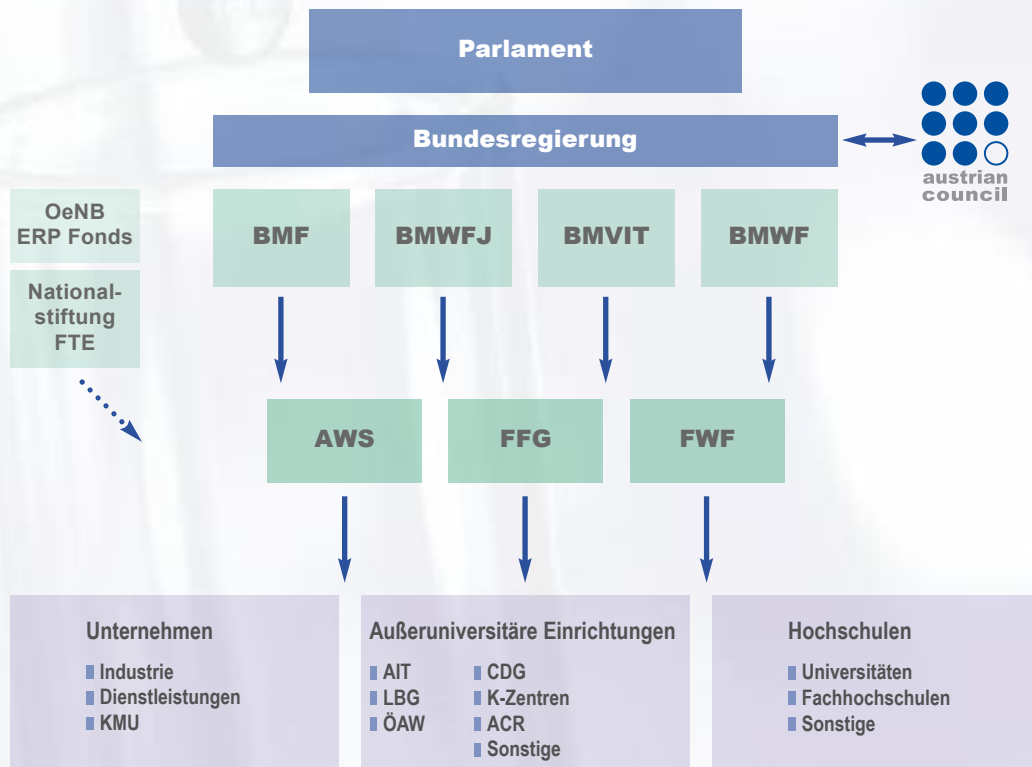 Parlament
Bundesregierung
austrian
council
OeNB
ERP Fonds
National-
stiftung
FTE
BMF
BMWFJ
BMVIT
BMWF
AWS
FFG
FWF
Unternehmen
Industrie
Dienstleistungen
KMU
Außeruniversitäre Einrichtungen
AIT
LBG
ÖAW
CDG
K-Zentren
ACR
Sonstige
Hochschulen
Universitäten
Fachhochschulen
Sonstige